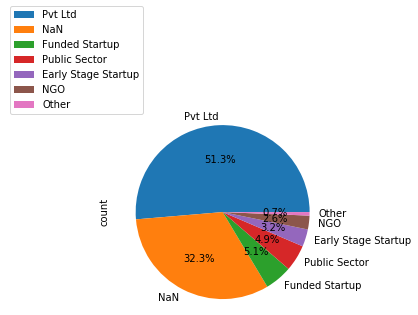 Pvt Ltd
NaN
Funded Startup
Public Sector
Early Stage Startup
NGO
Other
Pvt Ltd
51.3%
count
0.7%
Other
2.6%
NGO
3.2%
Early Stage Startup
4.9%
Public Sector
5.1%
Funded Startup
32.3%
NaN